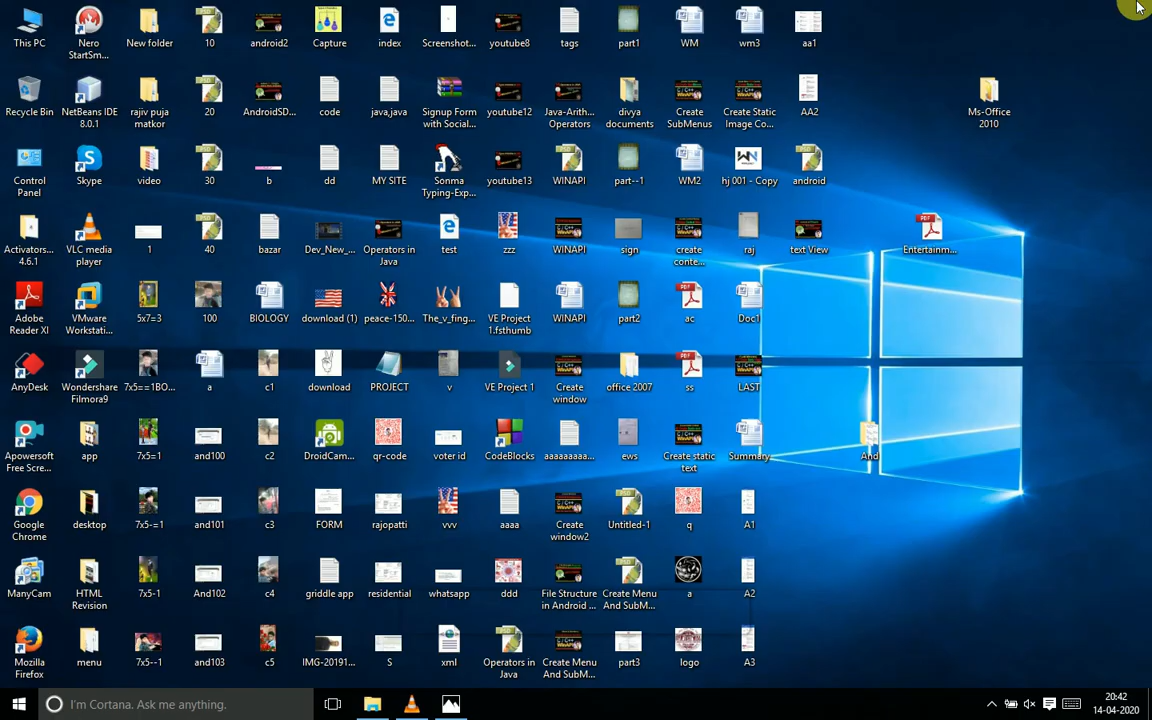 This PC
Nero
StartSm...
New folder
10
android2
Capture
index
Screenshot...
youtube8
tags
part1
WM
wm3
aa1
Recycle Bin
NetBeans IDE
8.0.1
rajiv puja
matkor
20
AndroidSD...
code
java,java
Signup Form
with Social...
youtube12
Java-Arith...
Operators
divya
documents
Create
SubMenus
Create Static
Image Co...
AA2
Ms-Office
2010
Control
Panel
Skype
video
30
b
dd
MY SITE
Sonma
Typing-Exp...
youtube13
WINAPI
part--1
WM2
hj 001 - Copy
android
Activators...
4.6.1
VLC media
player
1
40
bazar
Dev_New_...
Operators in
Java
test
zzz
WINAPI
sign
create
conte...
raj
text View
Entertainm...
Adobe
Reader XI
VMware
Workstati...
5x7=3
100
BIOLOGY
download (1)
peace-150...
The_v_fing...
VE Project
1.fsthumb
WINAPI
part2
ac
Doc1
AnyDesk
Wondershare
Filmora9
7x5==1BO...
a
c1
download
PROJECT
v
VE Project 1
Create
window
office 2007
ss
LAST
Apowersoft
Free Scre...
app
7x5=1
and100
c2
DroidCam...
qr-code
voter id
CodeBlocks
aaaaaaaaa...
ews
Create static
text
Summary
And
Google
Chrome
desktop
7x5-=1
and101
c3
FORM
rajopatti
vvv
aaaa
Create
window2
Untitled-1
q
A1
ManyCam
HTML
Revision
7x5-1
And102
c4
griddle app
residential
whatsapp
ddd
File Structure
in Android ...
Create Menu
And SubM...
a
A2
Mozilla
Firefox
menu
7x5--1
and103
c5
IMG-20191...
S
xml
Operators in
Java
Create Menu
And SubM...
part3
logo
A3
I'm Cortana. Ask me anything.
20:42
14-04-2020